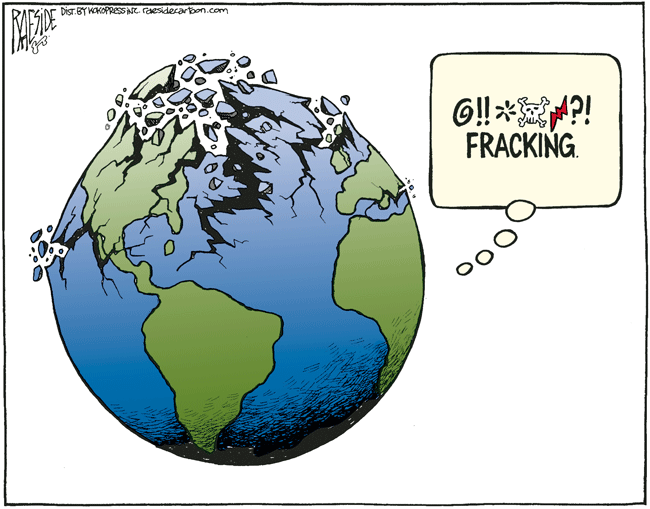 RAESIDE
DIST. BY KOKOPRESS INC. raesidecartoon.com
@!!*?!
FRACKING.